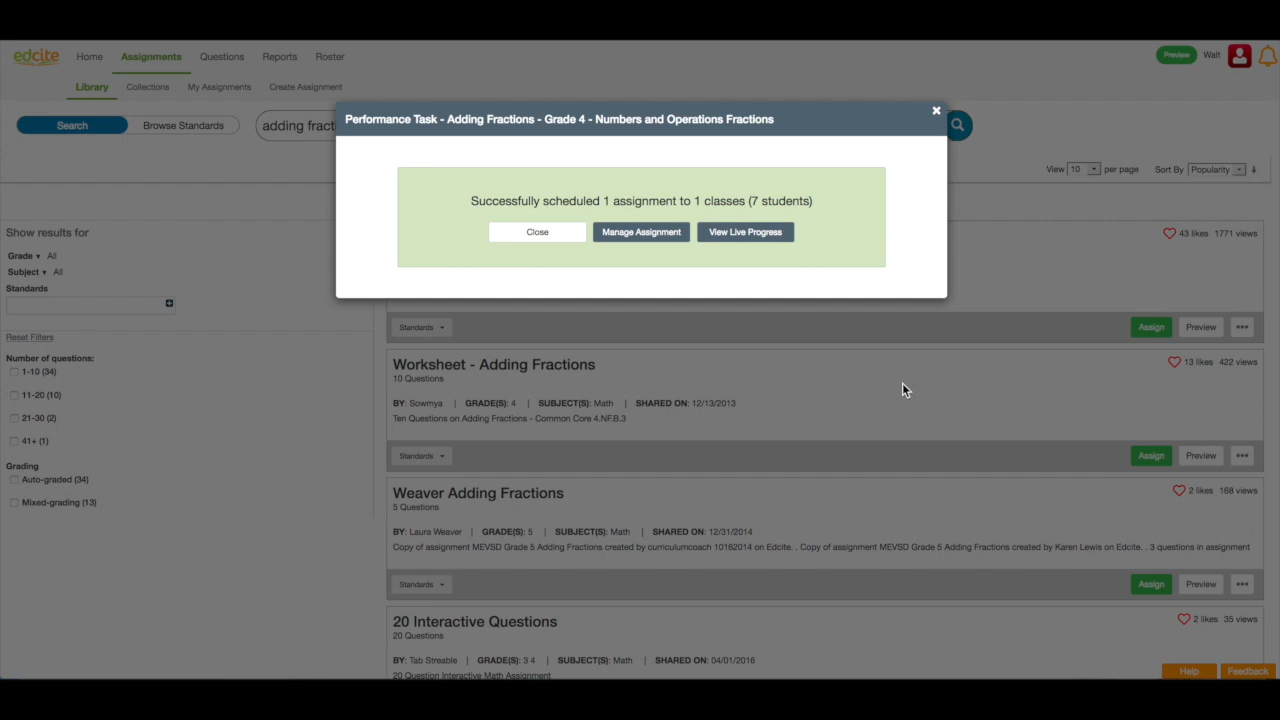 edcite Home Assignments Questions Reports Roster Preview Walt
Library Collections My Assignments Create Assignment
Search Browse Standards adding fract
Performance Task - Adding Fractions - Grade 4 - Numbers and Operations Fractions
View 10 per page Sort By Popularity
Successfully scheduled 1 assignment to 1 classes (7 students)
Close Manage Assignment View Live Progress
Show results for
Grade All
Subject All
Standards
Reset Filters
Number of questions:
1-10 (34)
11-20 (10)
21-30 (2)
41+ (1)
Grading
Auto-graded (34)
Mixed-grading (13)
43 likes 1771 views
Standards Assign Preview
Worksheet - Adding Fractions 13 likes 422 views
10 Questions
BY: Sowmya | GRADE(S): 4 | SUBJECT(S): Math | SHARED ON: 12/13/2013
Ten Questions on Adding Fractions - Common Core 4.NF.B.3
Standards Assign Preview
Weaver Adding Fractions 2 likes 168 views
5 Questions
BY: Laura Weaver | GRADE(S): 5 | SUBJECT(S): Math | SHARED ON: 12/31/2014
Copy of assignment MEVSD Grade 5 Adding Fractions created by curriculumcoach 10162014 on Edcite. . Copy of assignment MEVSD Grade 5 Adding Fractions created by Karen Lewis on Edcite. . 3 questions in assignment
Standards Assign Preview
20 Interactive Questions 2 likes 35 views
20 Questions
BY: Tab Streable | GRADE(S): 3 4 | SUBJECT(S): Math | SHARED ON: 04/01/2016
20 Question Interactive Math Assignment
Help Feedback